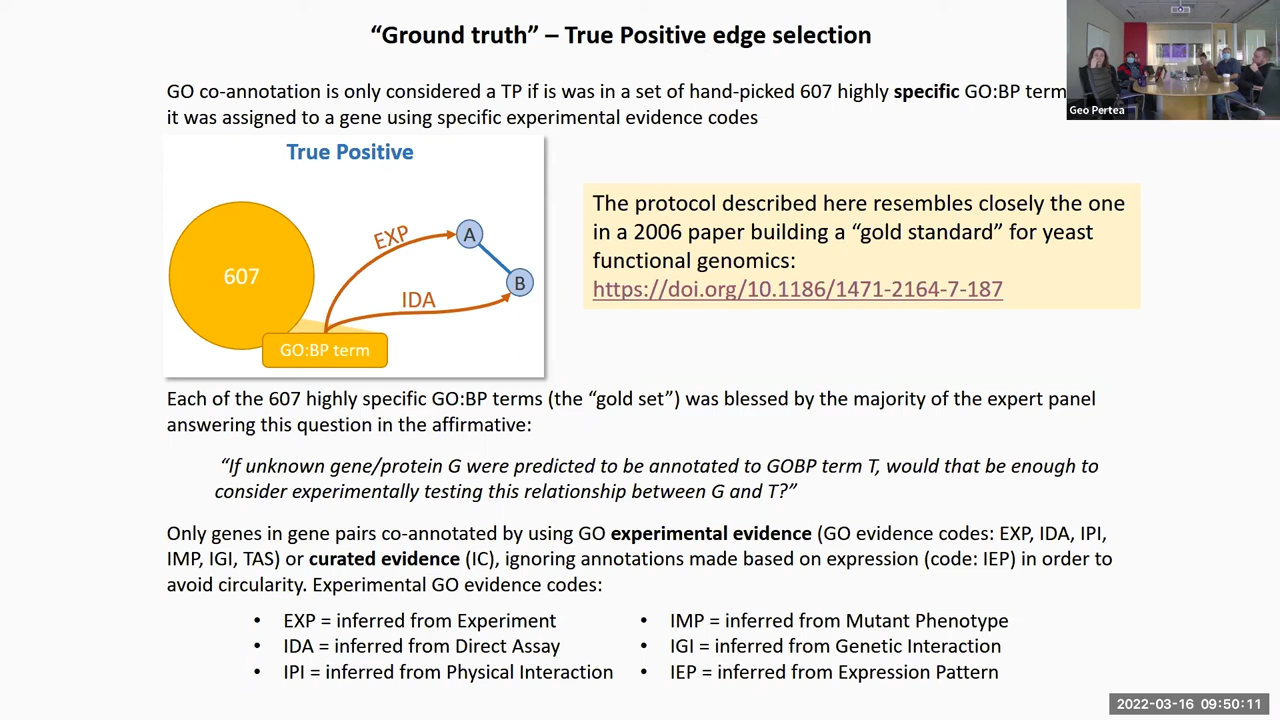 “Ground truth” – True Positive edge selection
GO co-annotation is only considered a TP if is was in a set of hand-picked 607 highly specific GO:BP term
it was assigned to a gene using specific experimental evidence codes
Geo Pertea
True Positive
EXP
A
607
IDA
B
GO:BP term
The protocol described here resembles closely the one
in a 2006 paper building a “gold standard” for yeast
functional genomics:
https://doi.org/10.1186/1471-2164-7-187
Each of the 607 highly specific GO:BP terms (the “gold set”) was blessed by the majority of the expert panel
answering this question in the affirmative:
“If unknown gene/protein G were predicted to be annotated to GOBP term T, would that be enough to
consider experimentally testing this relationship between G and T?”
Only genes in gene pairs co-annotated by using GO experimental evidence (GO evidence codes: EXP, IDA, IPI,
IMP, IGI, TAS) or curated evidence (IC), ignoring annotations made based on expression (code: IEP) in order to
avoid circularity. Experimental GO evidence codes:
• EXP = inferred from Experiment
• IDA = inferred from Direct Assay
• IPI = inferred from Physical Interaction
• IMP = inferred from Mutant Phenotype
• IGI = inferred from Genetic Interaction
• IEP = inferred from Expression Pattern
2022-03-16 09:50:11